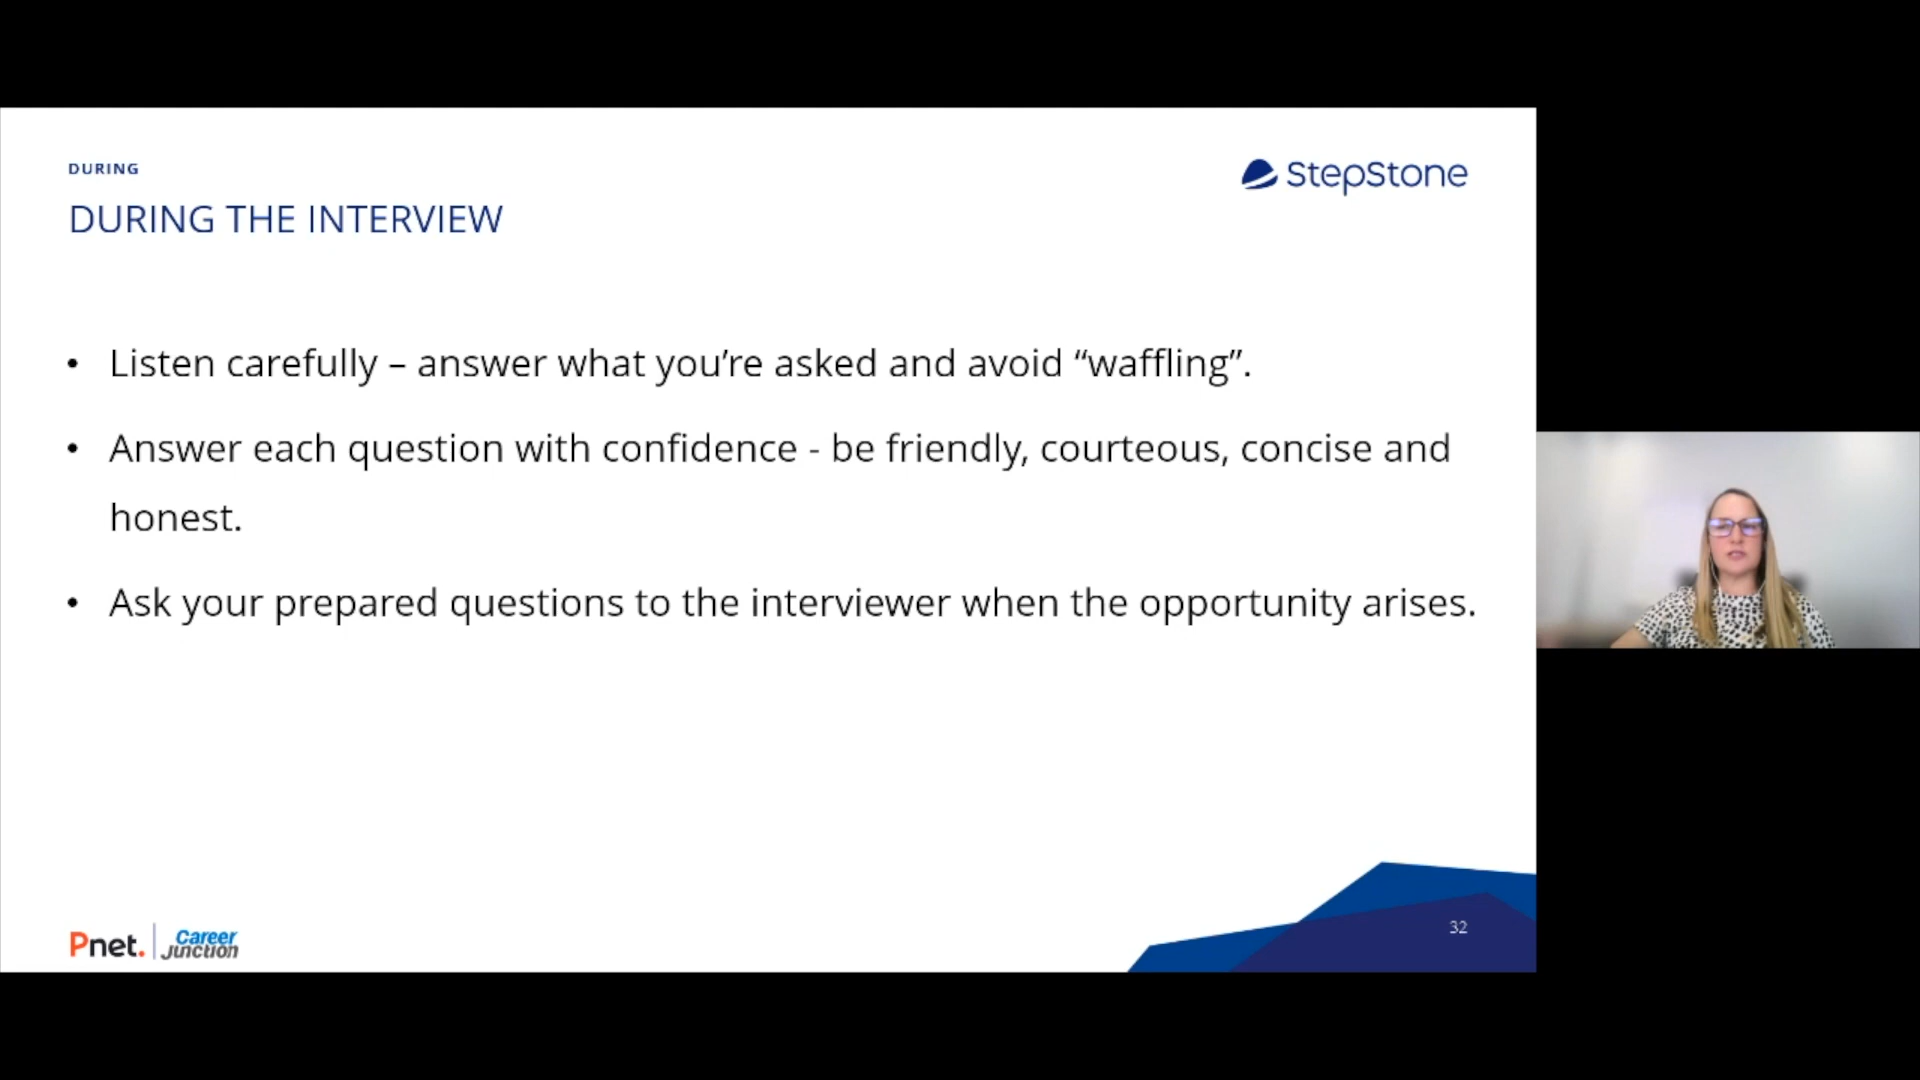 DURING
StepStone
DURING THE INTERVIEW
• Listen carefully – answer what you’re asked and avoid “waffling”.
• Answer each question with confidence - be friendly, courteous, concise and
honest.
• Ask your prepared questions to the interviewer when the opportunity arises.
32
Pnet. | Career
Junction